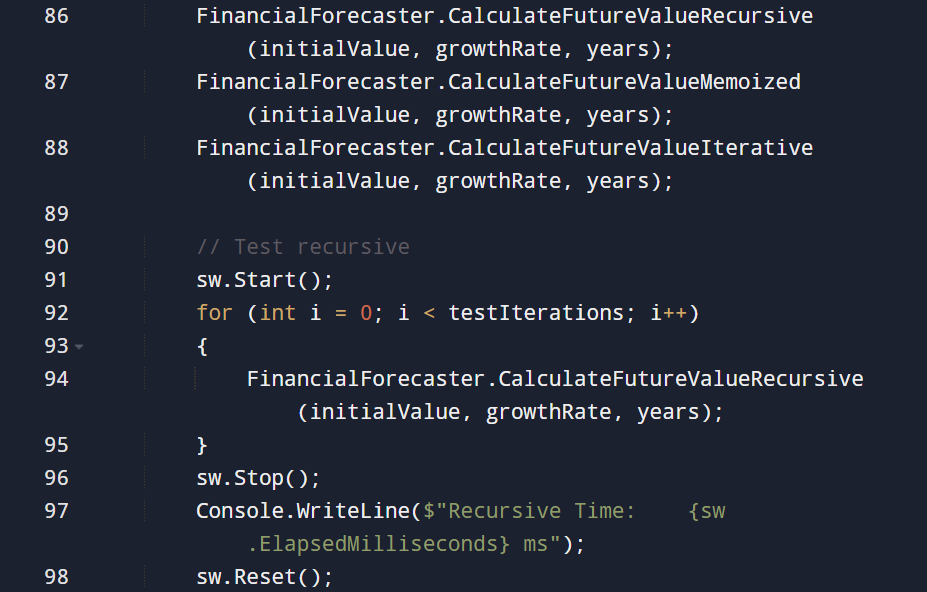 86 FinancialForecaster.CalculateFutureValueRecursive
(initialValue, growthRate, years);
87 FinancialForecaster.CalculateFutureValueMemoized
(initialValue, growthRate, years);
88 FinancialForecaster.CalculateFutureValueIterative
(initialValue, growthRate, years);
89
90 // Test recursive
91 sw.Start();
92 for (int i = 0; i < testIterations; i++)
93 {
94 FinancialForecaster.CalculateFutureValueRecursive
(initialValue, growthRate, years);
95 }
96 sw.Stop();
97 Console.WriteLine($"Recursive Time:    {sw
.ElapsedMilliseconds} ms");
98 sw.Reset();